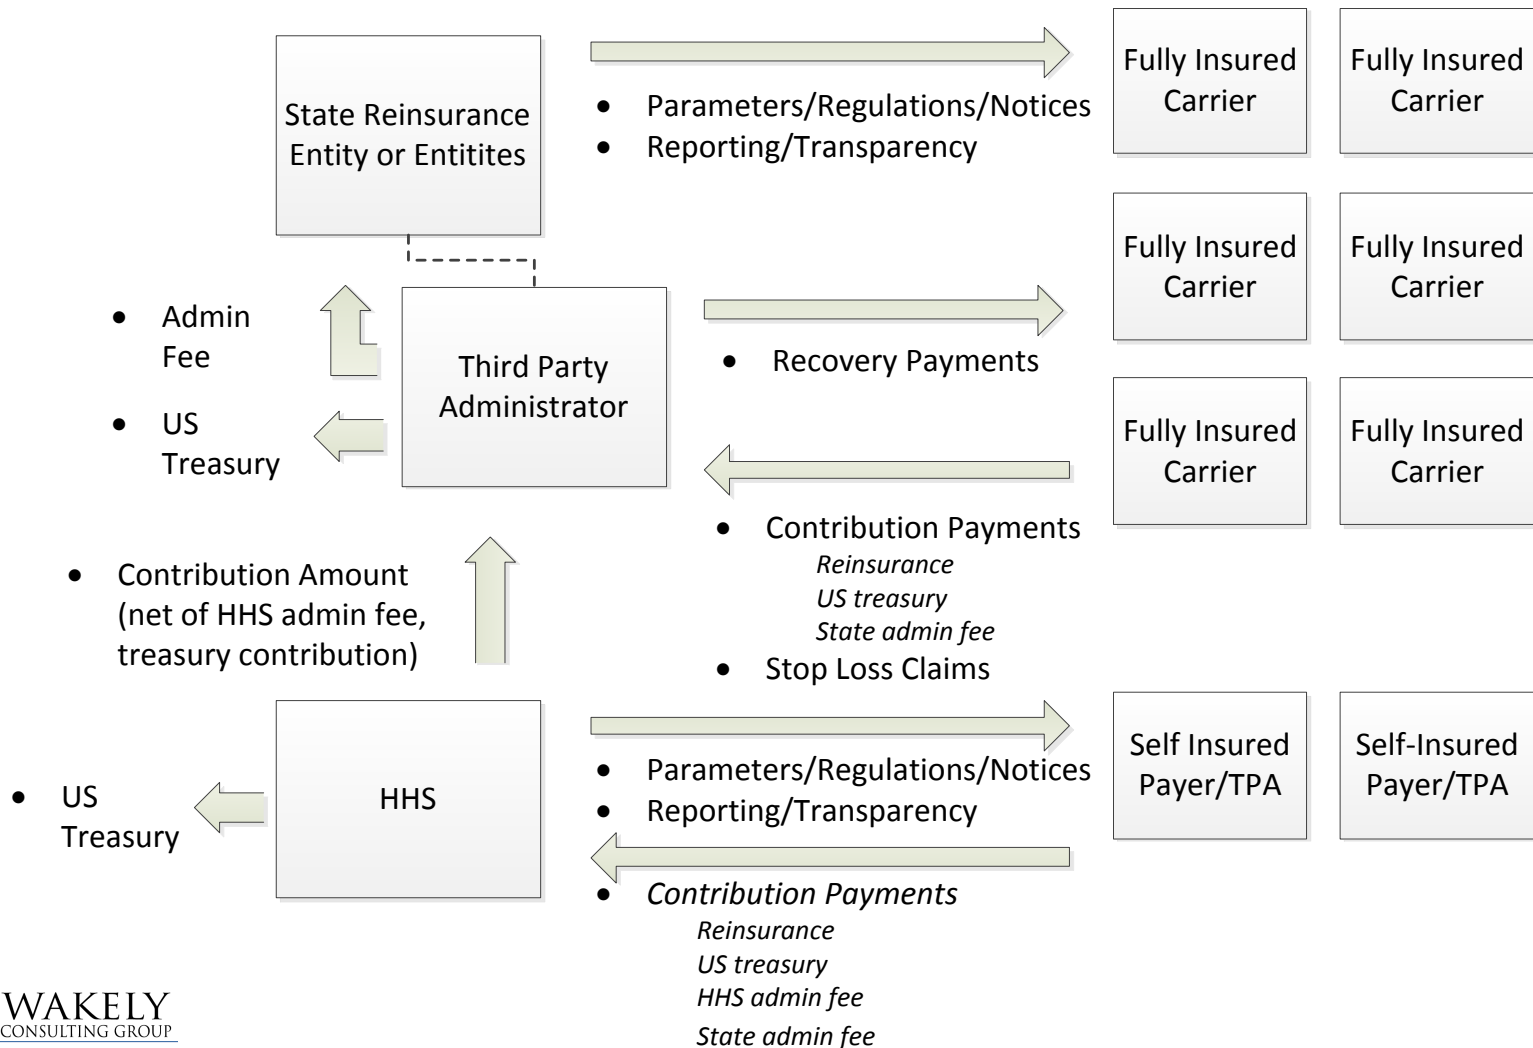 State Reinsurance
Entity or Entitites
• Parameters/Regulations/Notices
• Reporting/Transparency
Fully Insured
Carrier
Fully Insured
Carrier
Fully Insured
Carrier
Fully Insured
Carrier
• Admin
Fee
• US
Treasury
Third Party
Administrator
• Recovery Payments
Fully Insured
Carrier
Fully Insured
Carrier
• Contribution Payments
Reinsurance
US treasury
State admin fee
• Stop Loss Claims
• Contribution Amount
(net of HHS admin fee,
treasury contribution)
• US
Treasury
HHS
• Parameters/Regulations/Notices
• Reporting/Transparency
Self Insured
Payer/TPA
Self-Insured
Payer/TPA
• Contribution Payments
Reinsurance
US treasury
HHS admin fee
State admin fee
WAKELY
CONSULTING GROUP